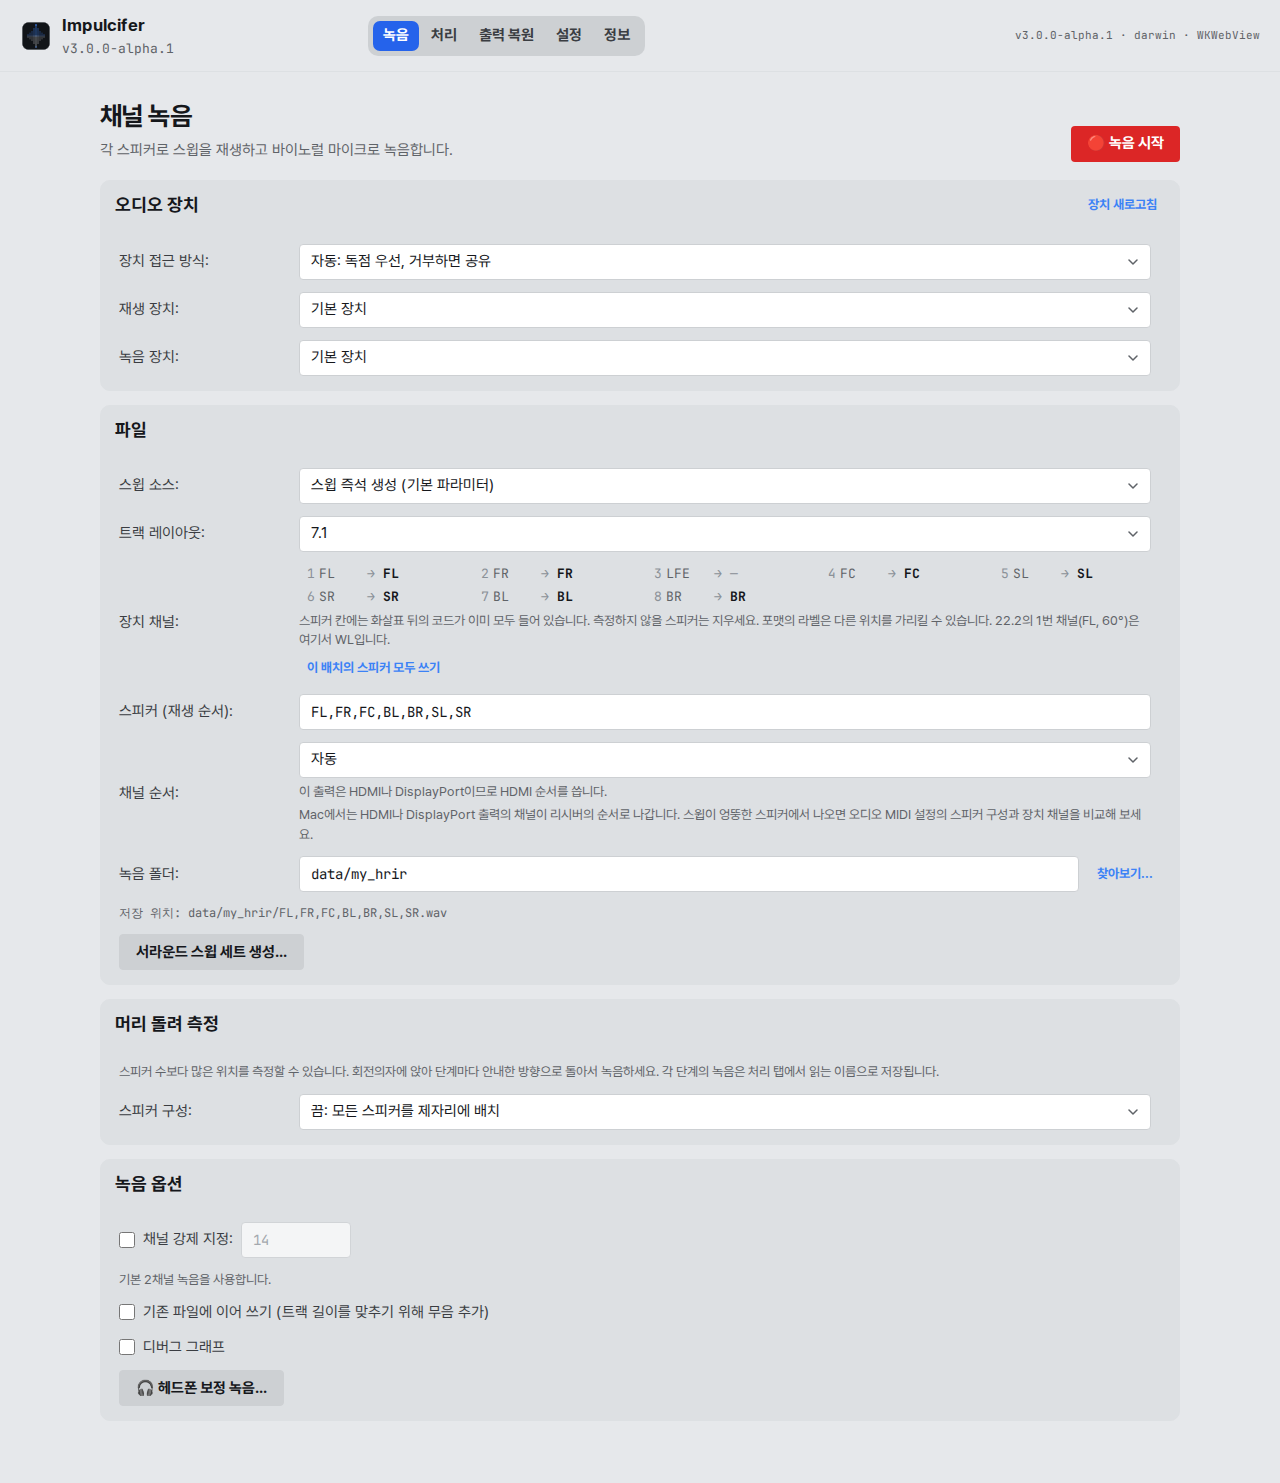 Impulcifer
v3.0.0-alpha.1
녹음 처리 출력 복원 설정 정보
v3.0.0-alpha.1 · darwin · WKWebView
채널 녹음
각 스피커로 스윕을 재생하고 바이노럴 마이크로 녹음합니다.
🔴 녹음 시작
오디오 장치
장치 새로고침
장치 접근 방식:
자동: 독점 우선, 거부하면 공유
재생 장치:
기본 장치
녹음 장치:
기본 장치
파일
스윕 소스:
스윕 즉석 생성 (기본 파라미터)
트랙 레이아웃:
7.1
1 FL → FL 2 FR → FR 3 LFE → — 4 FC → FC 5 SL → SL
6 SR → SR 7 BL → BL 8 BR → BR
장치 채널:
스피커 칸에는 화살표 뒤의 코드가 이미 모두 들어 있습니다. 측정하지 않을 스피커는 지우세요. 포맷의 라벨은 다른 위치를 가리킬 수 있습니다. 22.2의 1번 채널(FL, 60°)은
여기서 WL입니다.
이 배치의 스피커 모두 쓰기
스피커 (재생 순서):
FL,FR,FC,BL,BR,SL,SR
채널 순서:
자동
이 출력은 HDMI나 DisplayPort이므로 HDMI 순서를 씁니다.
Mac에서는 HDMI나 DisplayPort 출력의 채널이 리시버의 순서로 나갑니다. 스윕이 엉뚱한 스피커에서 나오면 오디오 MIDI 설정의 스피커 구성과 장치 채널을 비교해 보세
요.
녹음 폴더:
data/my_hrir
찾아보기...
저장 위치: data/my_hrir/FL,FR,FC,BL,BR,SL,SR.wav
서라운드 스윕 세트 생성...
머리 돌려 측정
스피커 수보다 많은 위치를 측정할 수 있습니다. 회전의자에 앉아 단계마다 안내한 방향으로 돌아서 녹음하세요. 각 단계의 녹음은 처리 탭에서 읽는 이름으로 저장됩니다.
스피커 구성:
끔: 모든 스피커를 제자리에 배치
녹음 옵션
채널 강제 지정:
14
기본 2채널 녹음을 사용합니다.
기존 파일에 이어 쓰기 (트랙 길이를 맞추기 위해 무음 추가)
디버그 그래프
🎧 헤드폰 보정 녹음...